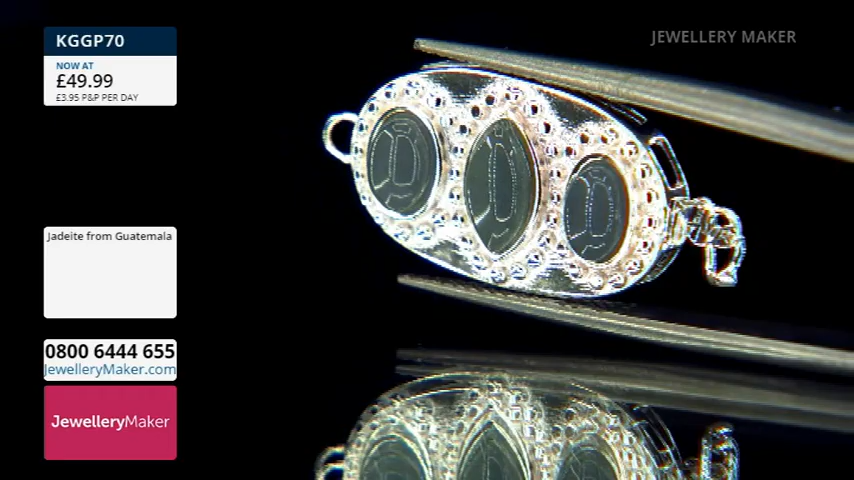 KGGP70
NOW AT
£49.99
£3.95 P&P PER DAY
JEWELLERY MAKER
Jadeite from Guatemala
0800 6444 655
JewelleryMaker.com
JewelleryMaker